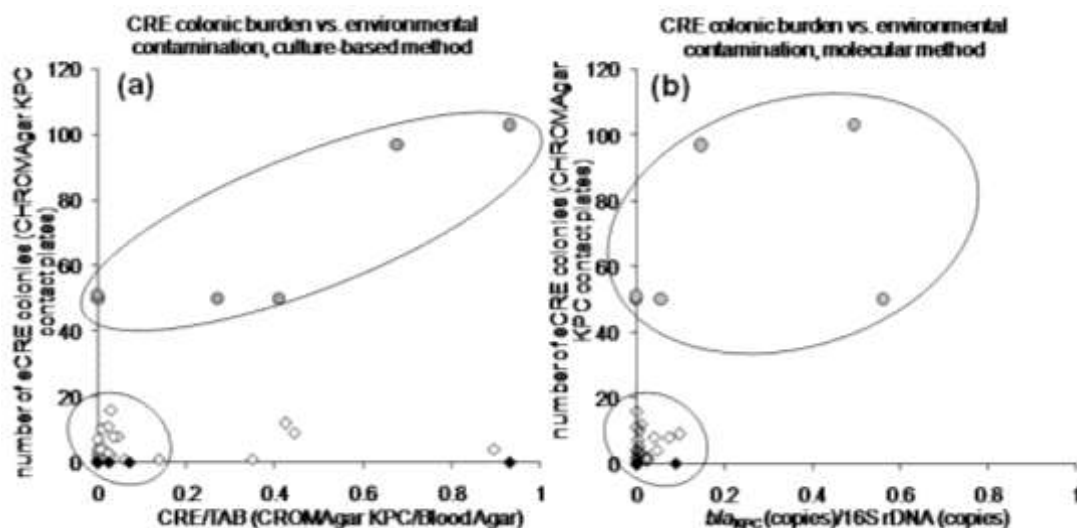 CRE colonic burden vs. environmental
contamination, culture-based method
(a)
number of eCRE colonies (CHROMAgar KPC
contact plates)
120
100
80
60
40
20
0
0
0.2
0.4
0.6
0.8
1
CRE/TAB (CROMAgar KPC/Blood Agar)
CRE colonic burden vs. environmental
contamination, molecular method
(b)
number of eCRE colonies (CHROMAgar
KPC contact plates)
120
100
80
60
40
20
0
0
0.2
0.4
0.6
0.8
1
bla KPC (copies)/16S rDNA (copies)